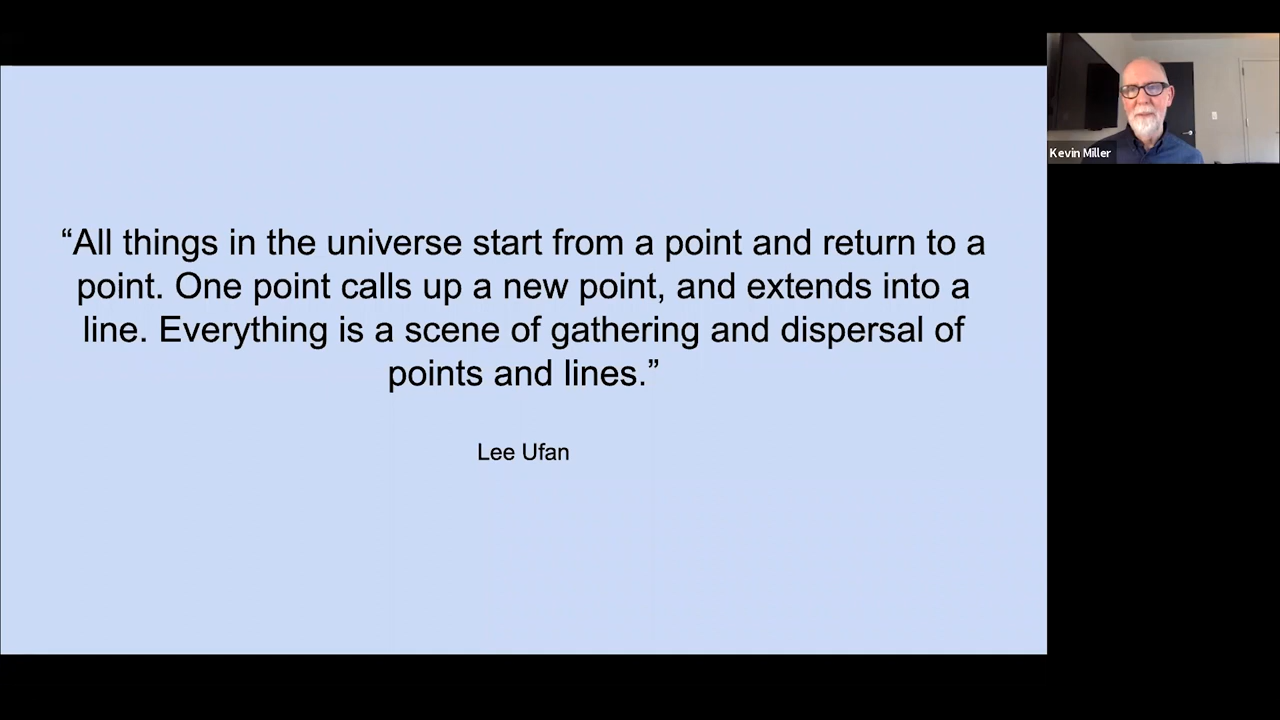 “All things in the universe start from a point and return to a
point. One point calls up a new point, and extends into a
line. Everything is a scene of gathering and dispersal of
points and lines.”
Lee Ufan
Kevin Miller